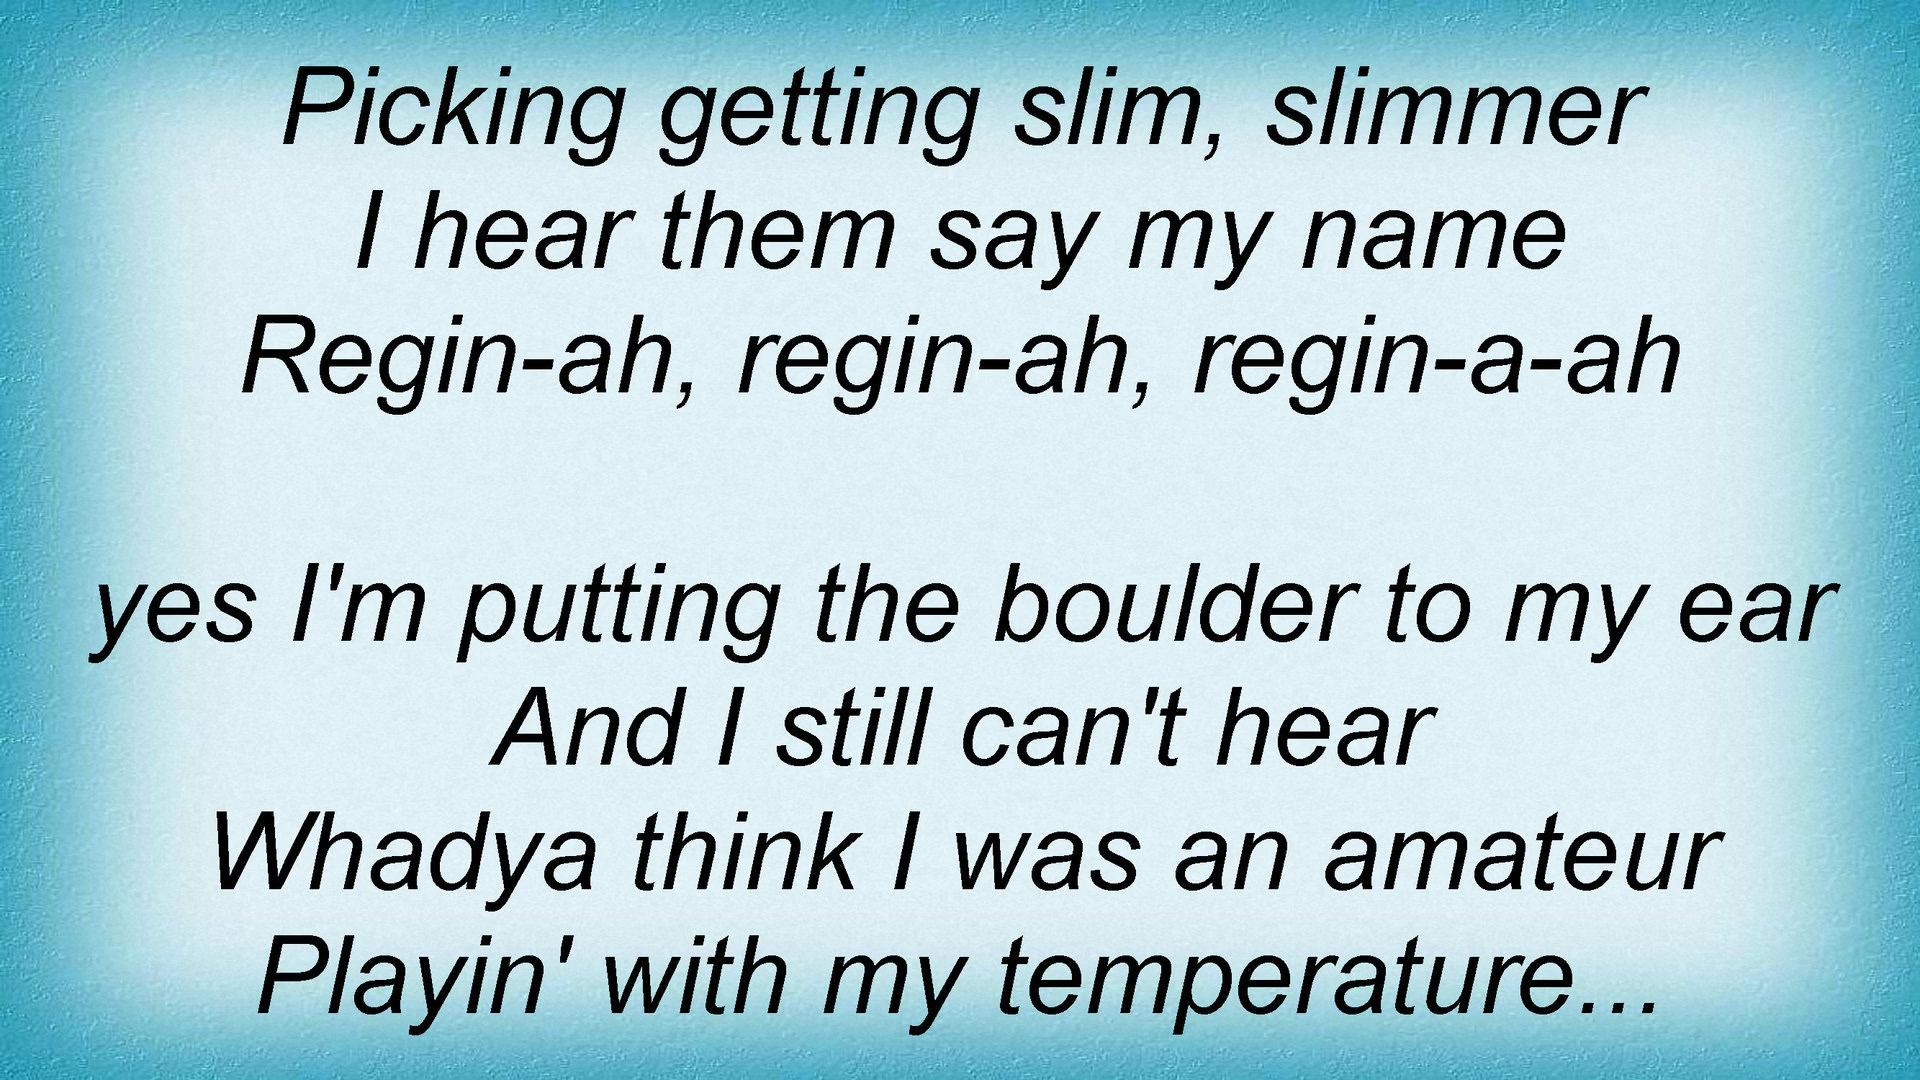 Picking getting slim, slimmer
I hear them say my name
Regin-ah, regin-ah, regin-a-ah
yes I'm putting the boulder to my ear
And I still can't hear
Whadya think I was an amateur
Playin' with my temperature...